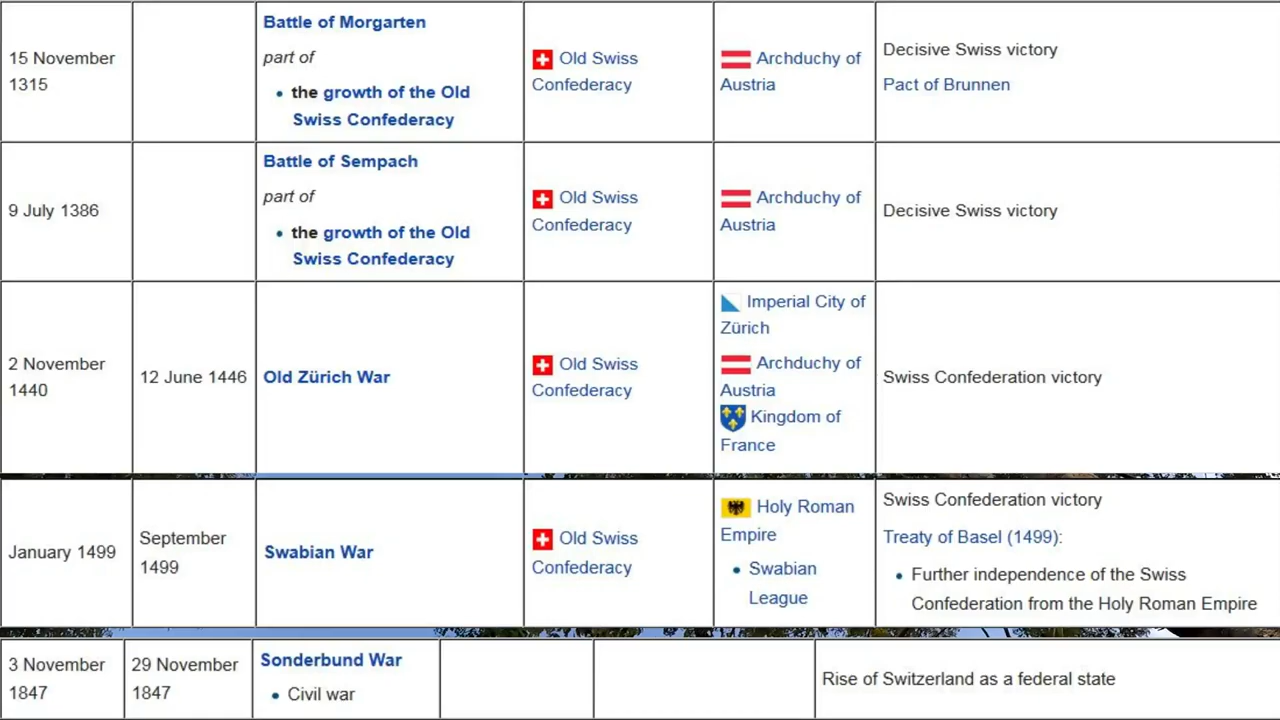 15 November
1315
Battle of Morgarten
part of
• the growth of the Old
Swiss Confederacy
Old Swiss
Confederacy
Archduchy of
Austria
Decisive Swiss victory
Pact of Brunnen
9 July 1386
Battle of Sempach
part of
• the growth of the Old
Swiss Confederacy
Old Swiss
Confederacy
Archduchy of
Austria
Decisive Swiss victory
2 November
1440
12 June 1446
Old Zürich War
Old Swiss
Confederacy
Imperial City of
Zürich
Archduchy of
Austria
Kingdom of
France
Swiss Confederation victory
January 1499
September
1499
Swabian War
Old Swiss
Confederacy
Holy Roman
Empire
• Swabian
League
Swiss Confederation victory
Treaty of Basel (1499):
• Further independence of the Swiss
Confederation from the Holy Roman Empire
3 November
1847
29 November
1847
Sonderbund War
• Civil war
Rise of Switzerland as a federal state